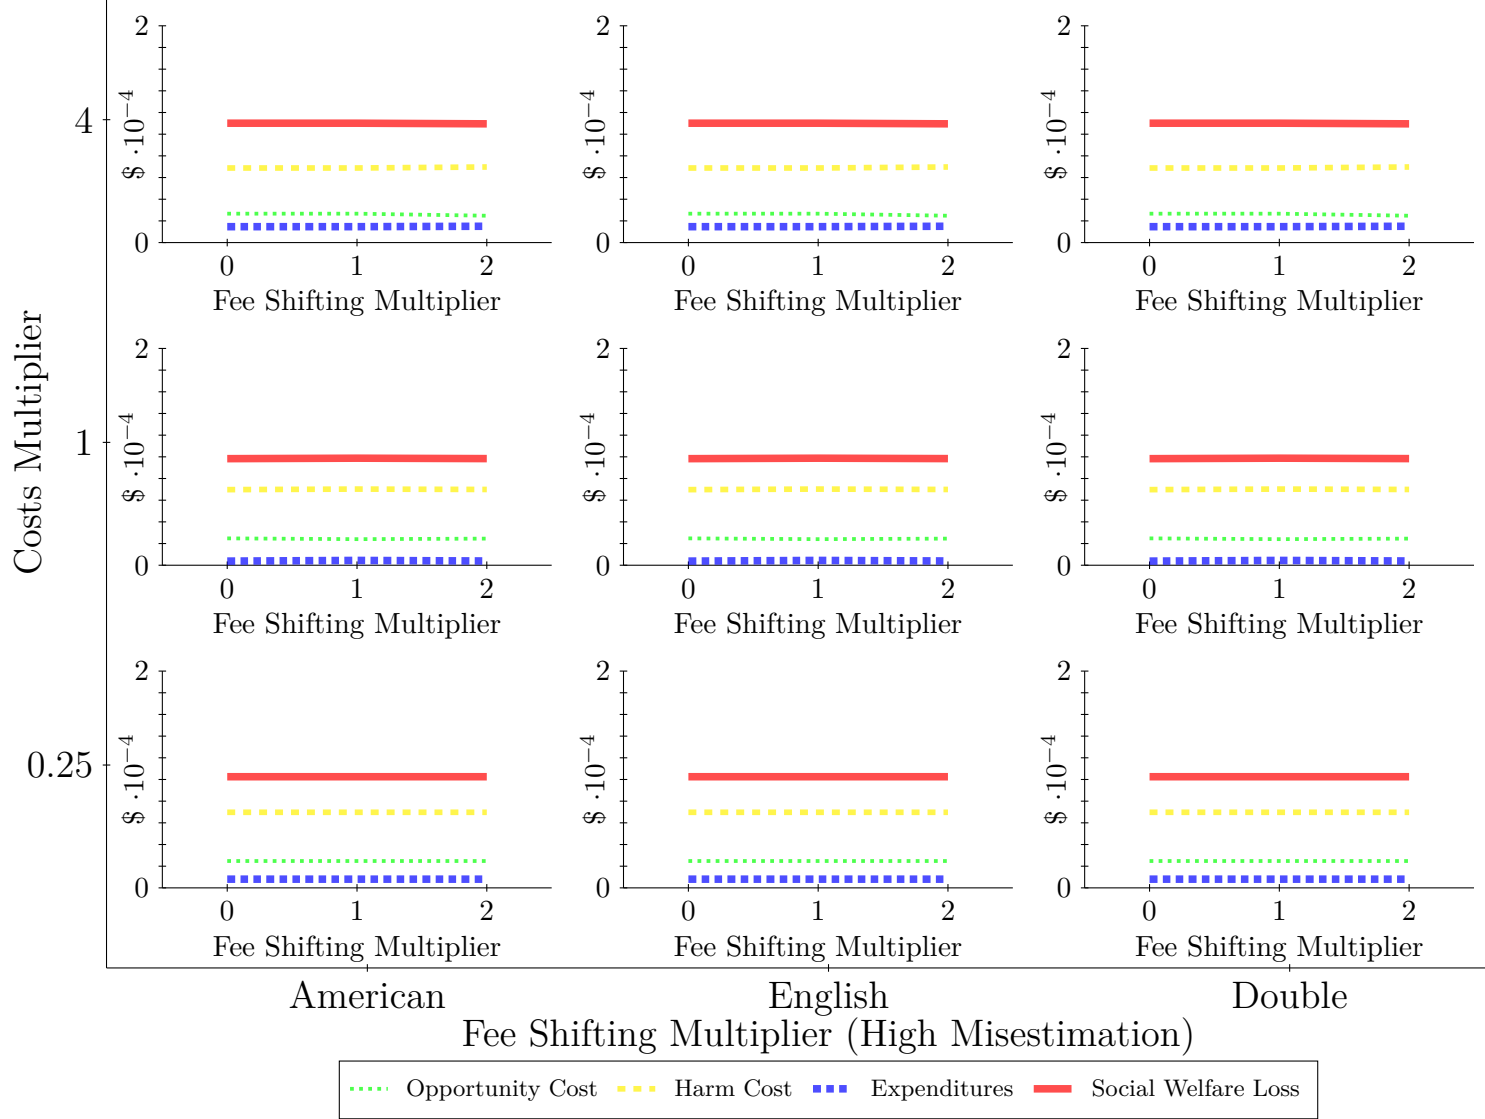 2
$ ·10⁻⁴
0
0 1 2
Fee Shifting Multiplier
2
$ ·10⁻⁴
0
0 1 2
Fee Shifting Multiplier
2
$ ·10⁻⁴
0
0 1 2
Fee Shifting Multiplier
4
2
$ ·10⁻⁴
0
0 1 2
Fee Shifting Multiplier
2
$ ·10⁻⁴
0
0 1 2
Fee Shifting Multiplier
2
$ ·10⁻⁴
0
0 1 2
Fee Shifting Multiplier
1
Costs Multiplier
2
$ ·10⁻⁴
0
0 1 2
Fee Shifting Multiplier
2
$ ·10⁻⁴
0
0 1 2
Fee Shifting Multiplier
2
$ ·10⁻⁴
0
0 1 2
Fee Shifting Multiplier
0.25
American English Double
Fee Shifting Multiplier (High Misestimation)
Opportunity Cost Harm Cost Expenditures Social Welfare Loss